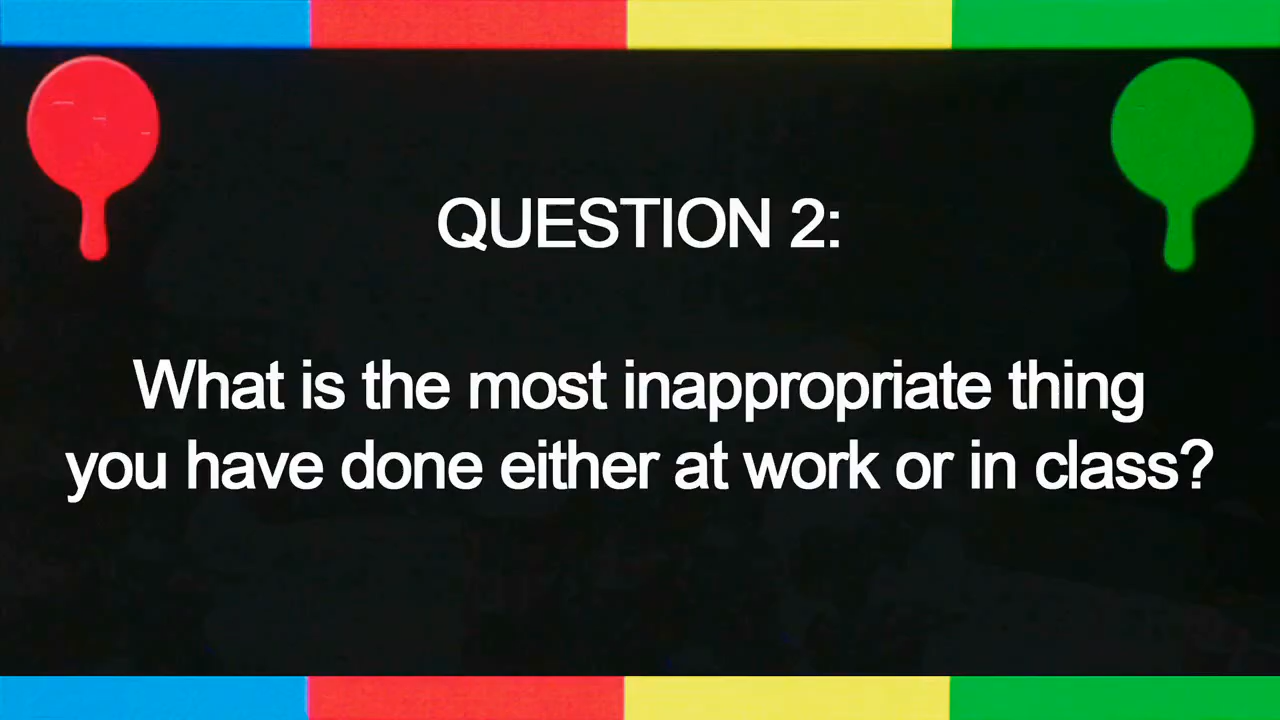 QUESTION 2:
What is the most inappropriate thing
you have done either at work or in class?